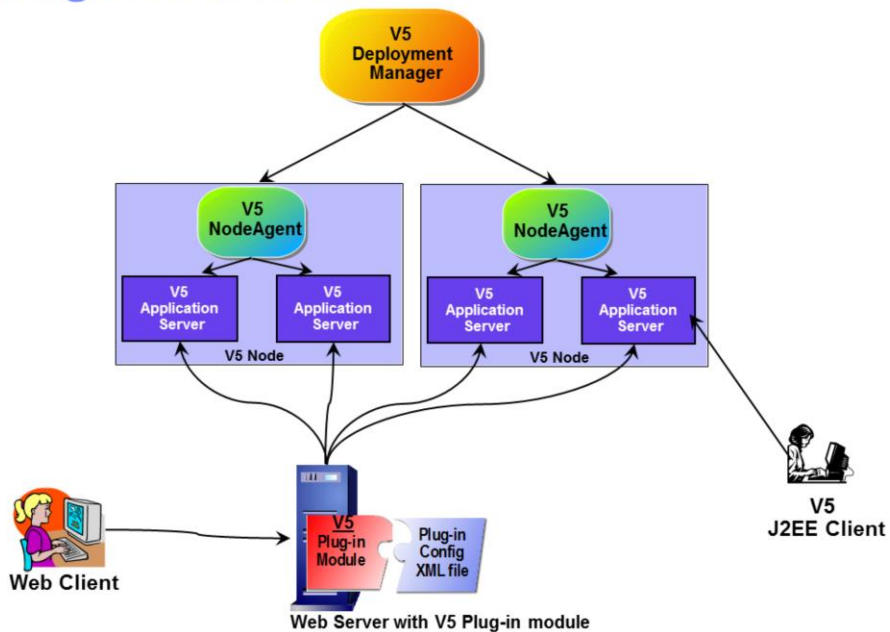 V5
Deployment
Manager
V5
NodeAgent
V5
NodeAgent
V5
Application
Server
V5
Application
Server
V5
Application
Server
V5
Application
Server
V5 Node
V5 Node
V5
Plug-in
Module
Plug-in
Config
XML file
Web Client
V5
J2EE Client
Web Server with V5 Plug-in module